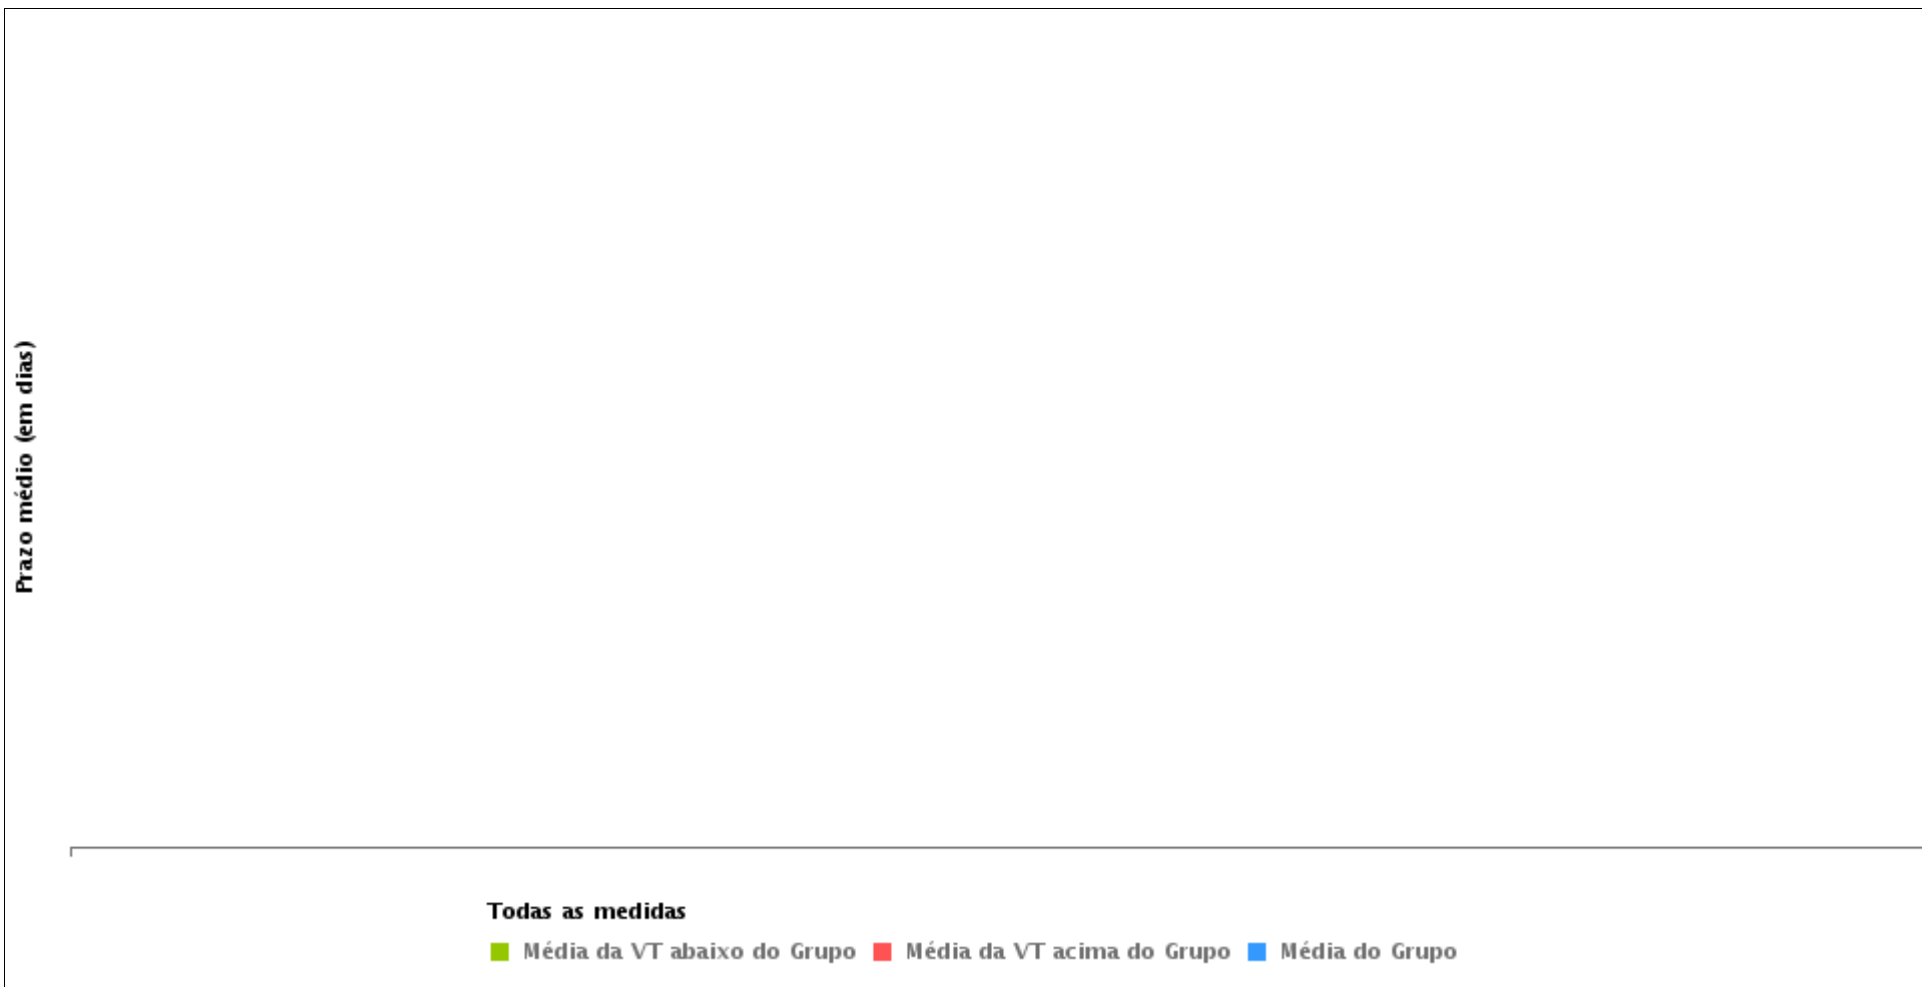 Prazo médio (em dias)
Todas as medidas
Média da VT abaixo do Grupo Média da VT acima do Grupo Média do Grupo